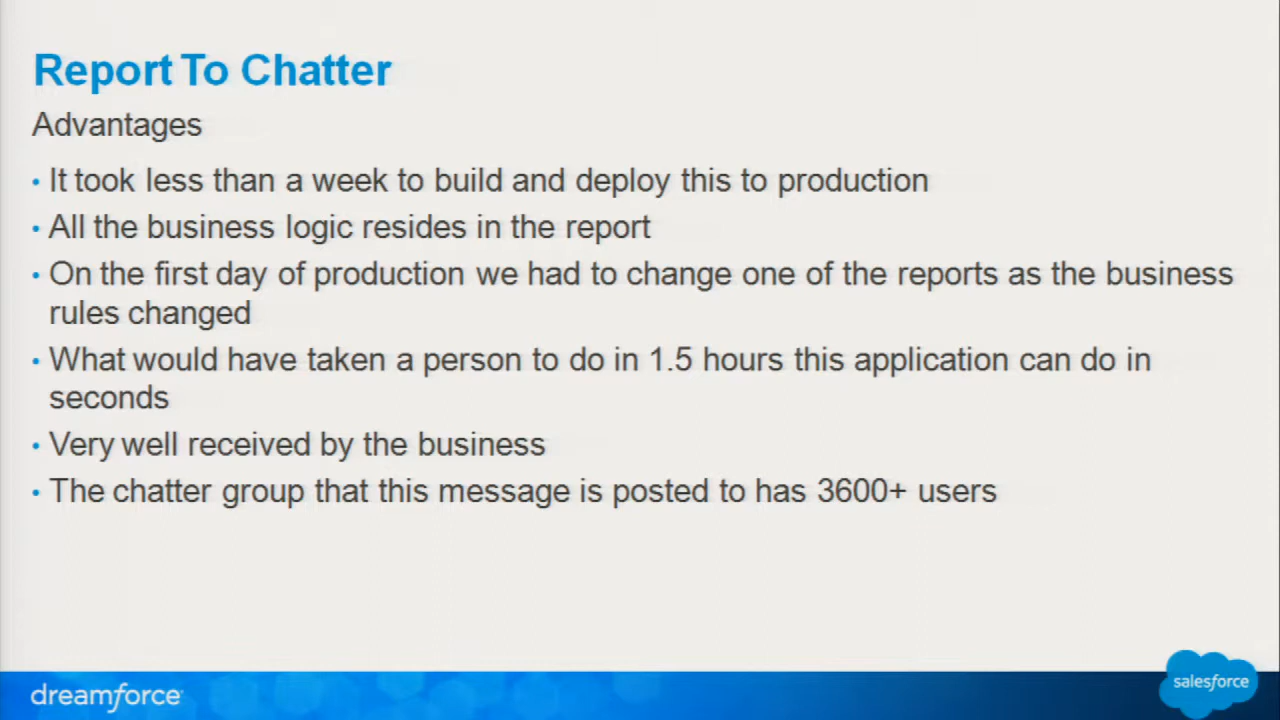 Report To Chatter
Advantages
• It took less than a week to build and deploy this to production
• All the business logic resides in the report
• On the first day of production we had to change one of the reports as the business
rules changed
• What would have taken a person to do in 1.5 hours this application can do in
seconds
• Very well received by the business
• The chatter group that this message is posted to has 3600+ users
dreamforce
salesforce